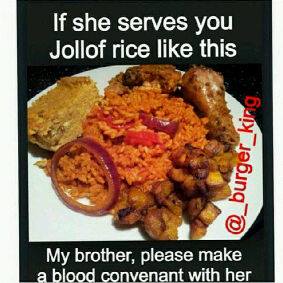 If she serves you
Jollof rice like this
@_burger_king
My brother, please make
a blood convenant with her